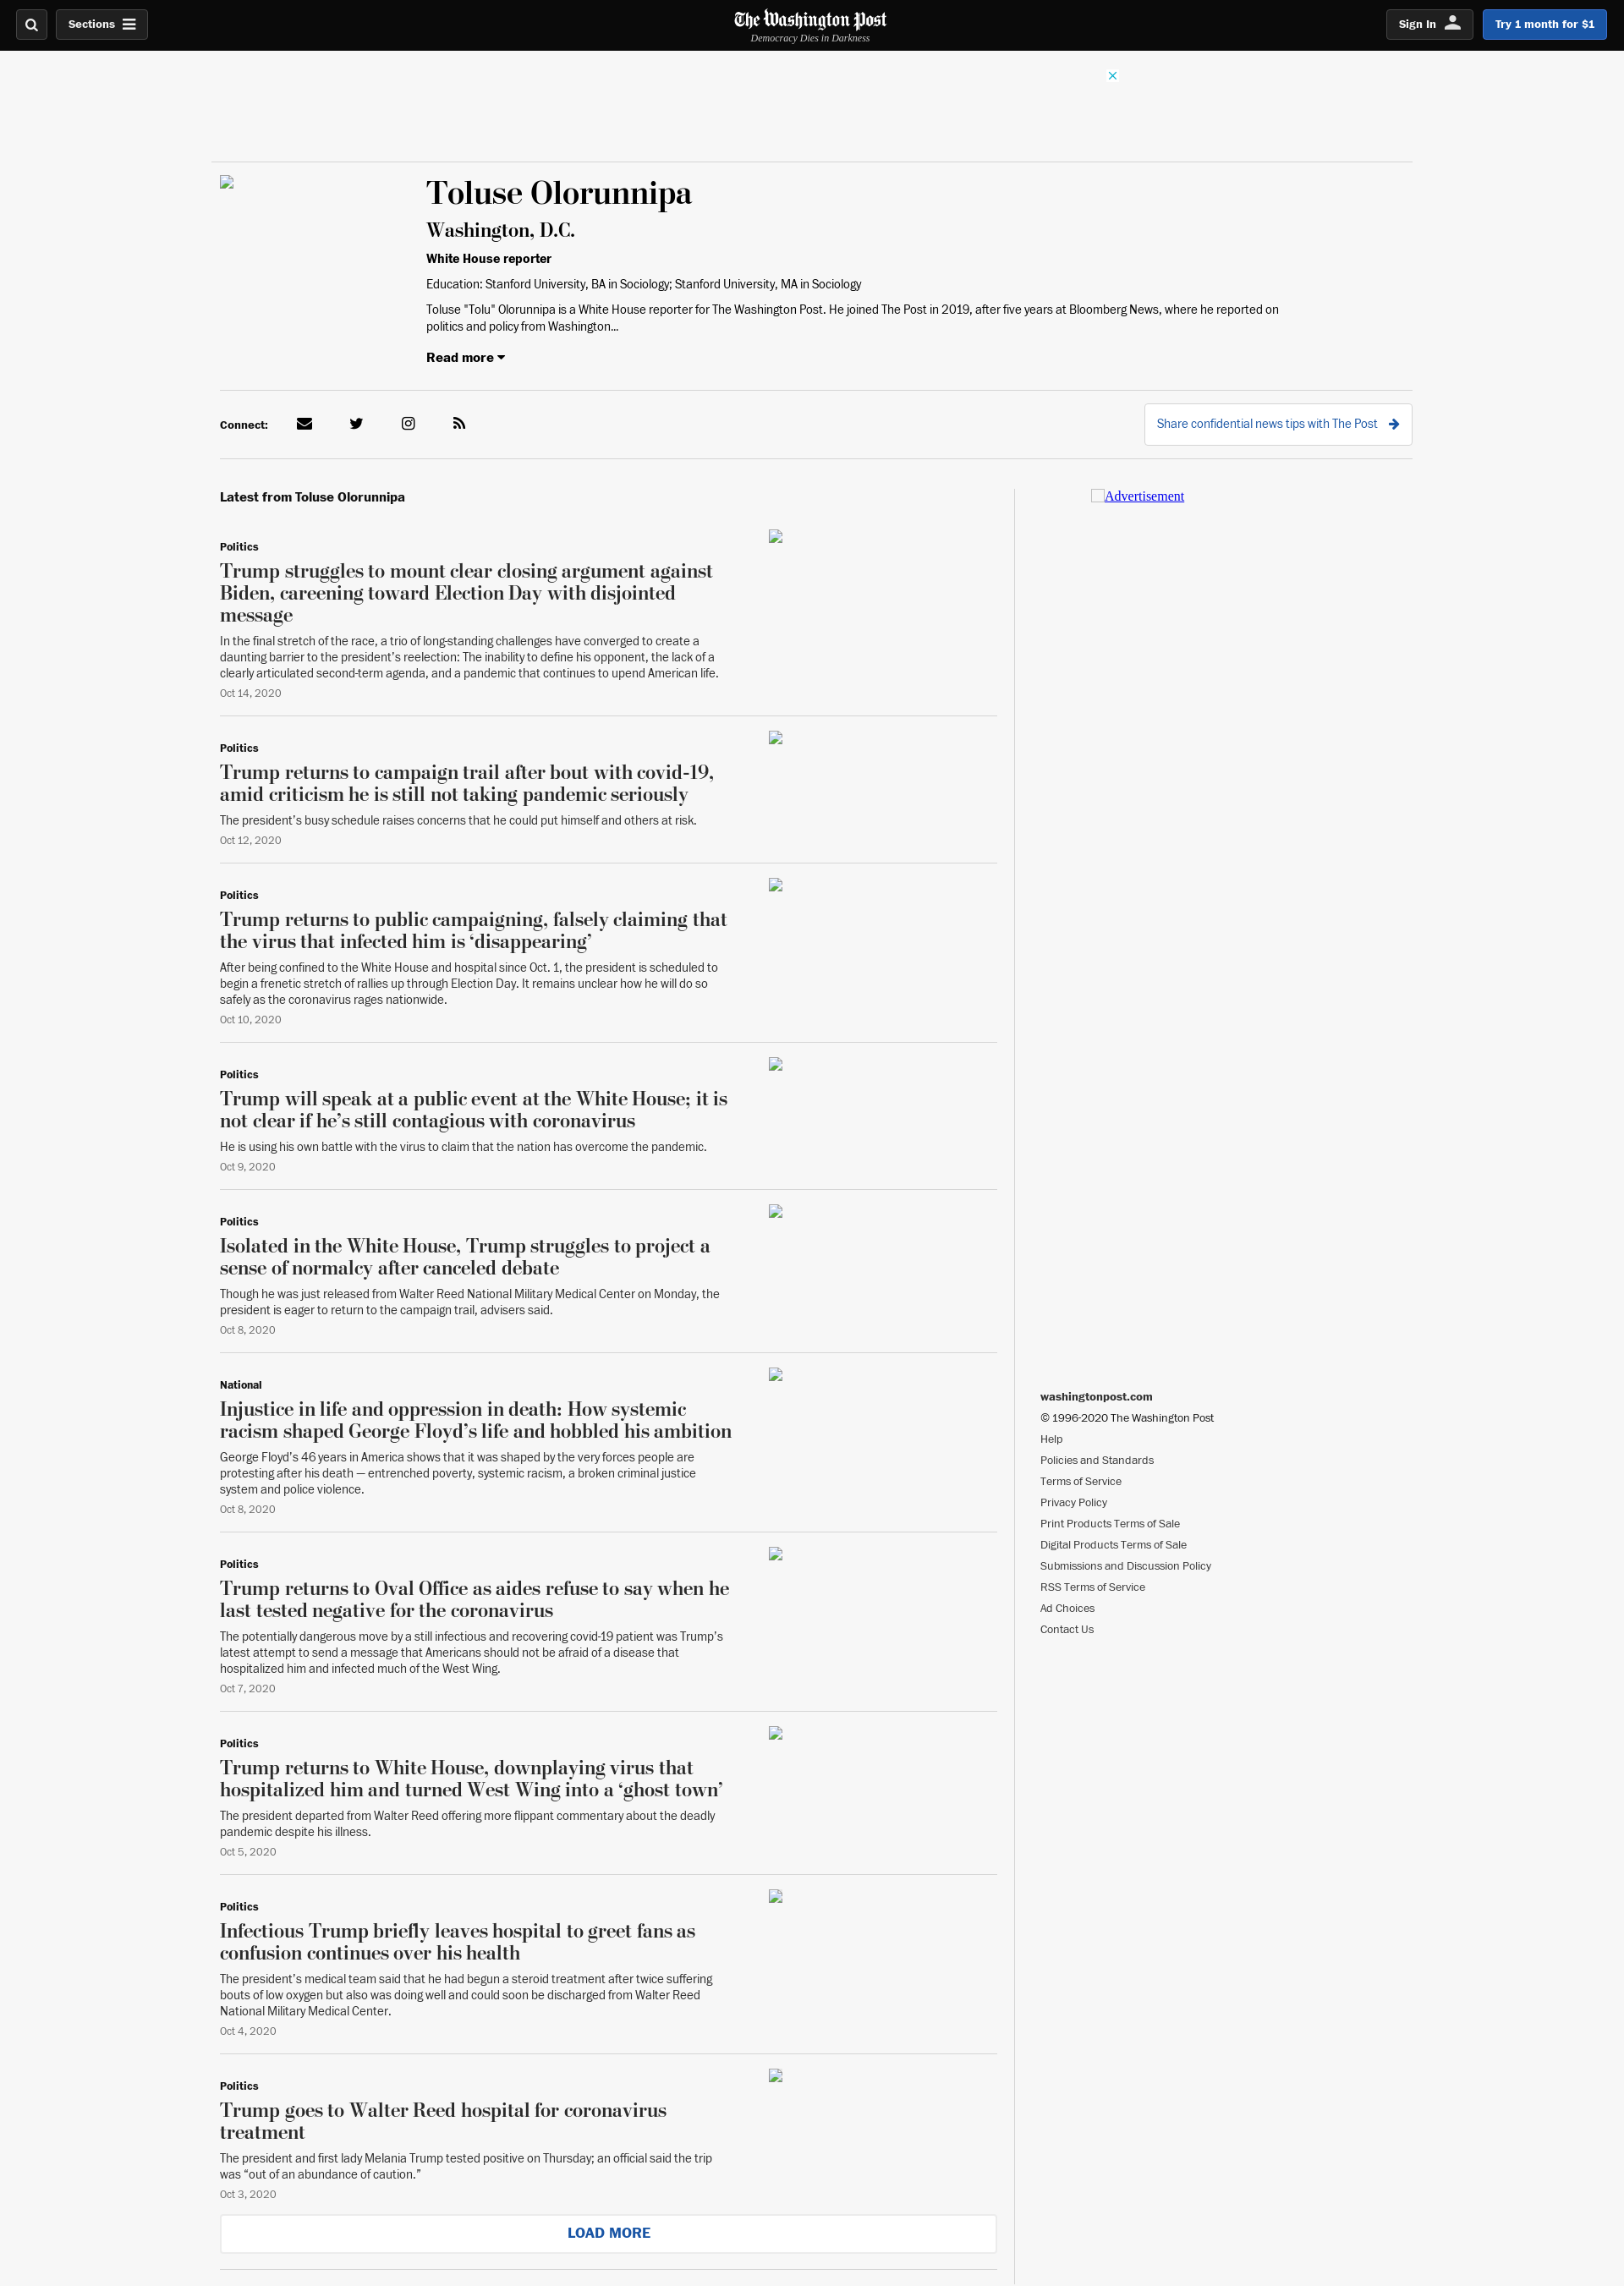 Sections
The Washington Post
Democracy Dies in Darkness
Sign In
Try 1 month for $1
Toluse Olorunnipa
Washington, D.C.
White House reporter
Education: Stanford University, BA in Sociology; Stanford University, MA in Sociology
Toluse "Tolu" Olorunnipa is a White House reporter for The Washington Post. He joined The Post in 2019, after five years at Bloomberg News, where he reported on
politics and policy from Washington...
Read more
Connect:
Share confidential news tips with The Post
Latest from Toluse Olorunnipa
Advertisement
Politics
Trump struggles to mount clear closing argument against
Biden, careening toward Election Day with disjointed
message
In the final stretch of the race, a trio of long-standing challenges have converged to create a
daunting barrier to the president’s reelection: The inability to define his opponent, the lack of a
clearly articulated second-term agenda, and a pandemic that continues to upend American life.
Oct 14, 2020
Politics
Trump returns to campaign trail after bout with covid-19,
amid criticism he is still not taking pandemic seriously
The president’s busy schedule raises concerns that he could put himself and others at risk.
Oct 12, 2020
Politics
Trump returns to public campaigning, falsely claiming that
the virus that infected him is ‘disappearing’
After being confined to the White House and hospital since Oct. 1, the president is scheduled to
begin a frenetic stretch of rallies up through Election Day. It remains unclear how he will do so
safely as the coronavirus rages nationwide.
Oct 10, 2020
Politics
Trump will speak at a public event at the White House; it is
not clear if he’s still contagious with coronavirus
He is using his own battle with the virus to claim that the nation has overcome the pandemic.
Oct 9, 2020
Politics
Isolated in the White House, Trump struggles to project a
sense of normalcy after canceled debate
Though he was just released from Walter Reed National Military Medical Center on Monday, the
president is eager to return to the campaign trail, advisers said.
Oct 8, 2020
National
Injustice in life and oppression in death: How systemic
racism shaped George Floyd’s life and hobbled his ambition
George Floyd’s 46 years in America shows that it was shaped by the very forces people are
protesting after his death — entrenched poverty, systemic racism, a broken criminal justice
system and police violence.
Oct 8, 2020
Politics
Trump returns to Oval Office as aides refuse to say when he
last tested negative for the coronavirus
The potentially dangerous move by a still infectious and recovering covid-19 patient was Trump’s
latest attempt to send a message that Americans should not be afraid of a disease that
hospitalized him and infected much of the West Wing.
Oct 7, 2020
Politics
Trump returns to White House, downplaying virus that
hospitalized him and turned West Wing into a ‘ghost town’
The president departed from Walter Reed offering more flippant commentary about the deadly
pandemic despite his illness.
Oct 5, 2020
Politics
Infectious Trump briefly leaves hospital to greet fans as
confusion continues over his health
The president’s medical team said that he had begun a steroid treatment after twice suffering
bouts of low oxygen but also was doing well and could soon be discharged from Walter Reed
National Military Medical Center.
Oct 4, 2020
Politics
Trump goes to Walter Reed hospital for coronavirus
treatment
The president and first lady Melania Trump tested positive on Thursday; an official said the trip
was “out of an abundance of caution.”
Oct 3, 2020
LOAD MORE
washingtonpost.com
© 1996-2020 The Washington Post
Help
Policies and Standards
Terms of Service
Privacy Policy
Print Products Terms of Sale
Digital Products Terms of Sale
Submissions and Discussion Policy
RSS Terms of Service
Ad Choices
Contact Us